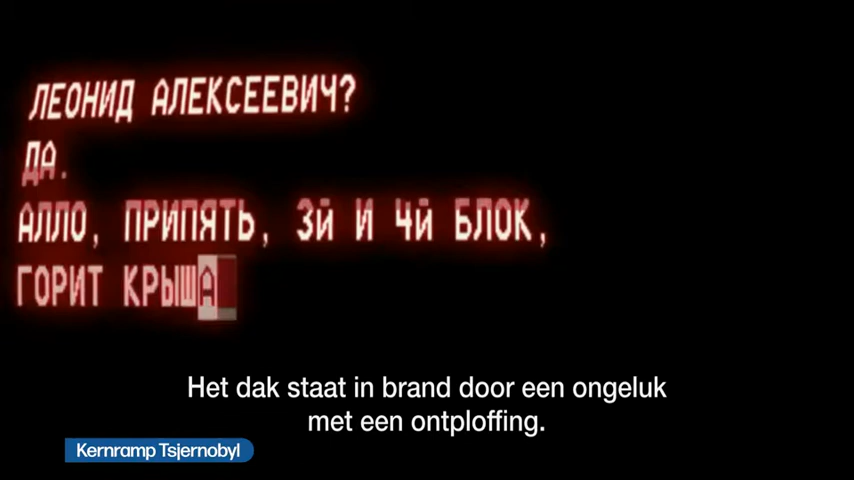 ЛЕОНИД АЛЕКСЕЕВИЧ?
ДА.
АЛЛО, ПРИПЯТЬ, 3й И 4й БЛОК,
ГОРИТ КРЫША
Het dak staat in brand door een ongeluk
met een ontploffing.
Kernramp Tsjernobyl